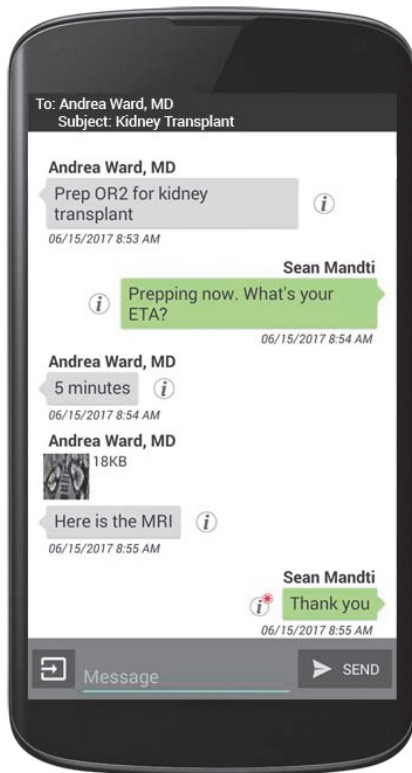 To: Andrea Ward, MD
Subject: Kidney Transplant
Andrea Ward, MD
Prep OR2 for kidney
transplant
i
06/15/2017 8:53 AM
Sean Mandti
i
Prepping now. What's your
ETA?
06/15/2017 8:54 AM
Andrea Ward, MD
5 minutes
i
06/15/2017 8:54 AM
Andrea Ward, MD
18KB
Here is the MRI
i
06/15/2017 8:55 AM
Sean Mandti
i*
Thank you
06/15/2017 8:55 AM
Message
SEND